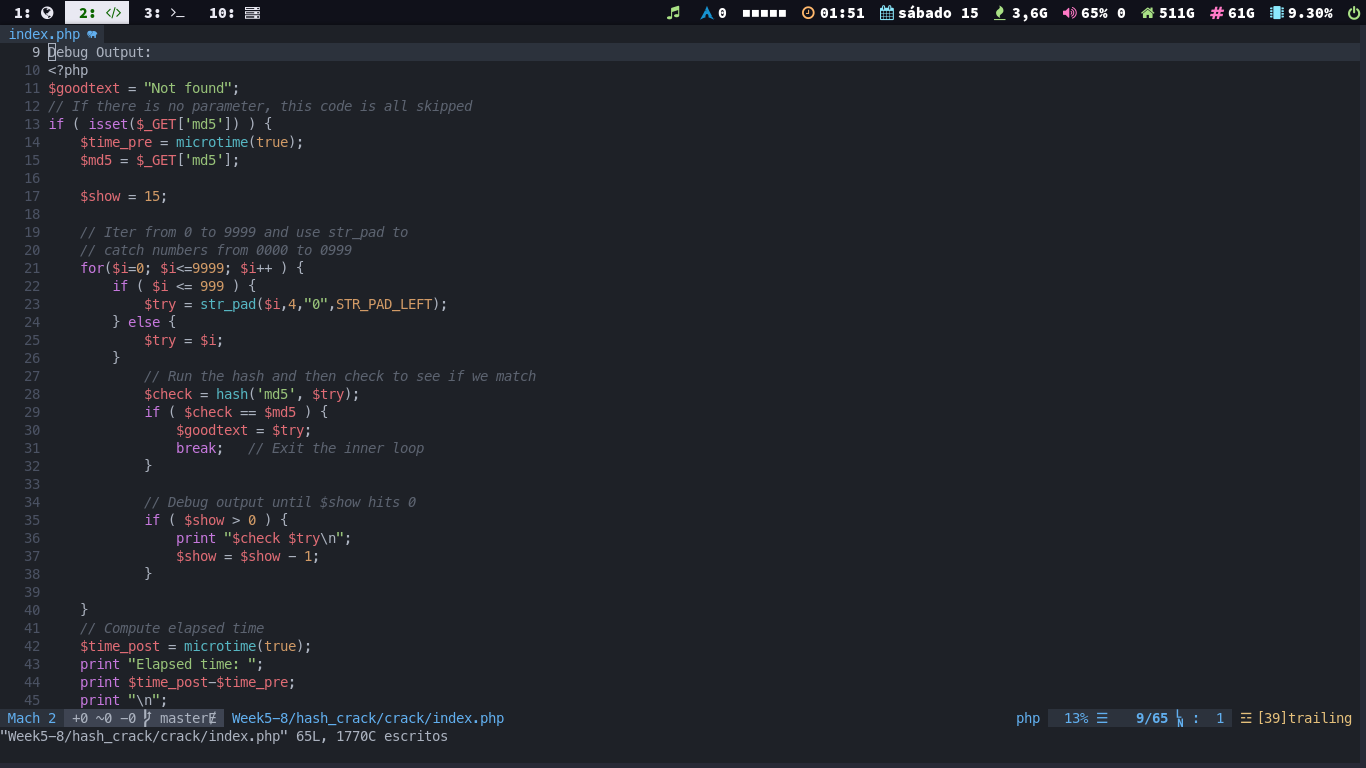 1: 2: </> 3: >_ 10: 0 01:51 sábado 15 3,6G 65% 0 511G 61G 9.30%
index.php
9 Debug Output:
10 <?php
11 $goodtext = "Not found";
12 // If there is no parameter, this code is all skipped
13 if ( isset($_GET['md5']) ) {
14     $time_pre = microtime(true);
15     $md5 = $_GET['md5'];
16
17     $show = 15;
18
19     // Iter from 0 to 9999 and use str_pad to
20     // catch numbers from 0000 to 0999
21     for($i=0; $i<=9999; $i++ ) {
22         if ( $i <= 999 ) {
23             $try = str_pad($i,4,"0",STR_PAD_LEFT);
24         } else {
25             $try = $i;
26         }
27             // Run the hash and then check to see if we match
28             $check = hash('md5', $try);
29             if ( $check == $md5 ) {
30                 $goodtext = $try;
31                 break;   // Exit the inner loop
32             }
33
34             // Debug output until $show hits 0
35             if ( $show > 0 ) {
36                 print "$check $try\n";
37                 $show = $show - 1;
38             }
39
40     }
41     // Compute elapsed time
42     $time_post = microtime(true);
43     print "Elapsed time: ";
44     print $time_post-$time_pre;
45     print "\n";
Mach 2 +0 ~0 -0 masterɆ Week5-8/hash_crack/crack/index.php php 13% ☰ 9/65 LN : 1 ☲ [39]trailing
"Week5-8/hash_crack/crack/index.php" 65L, 1770C escritos